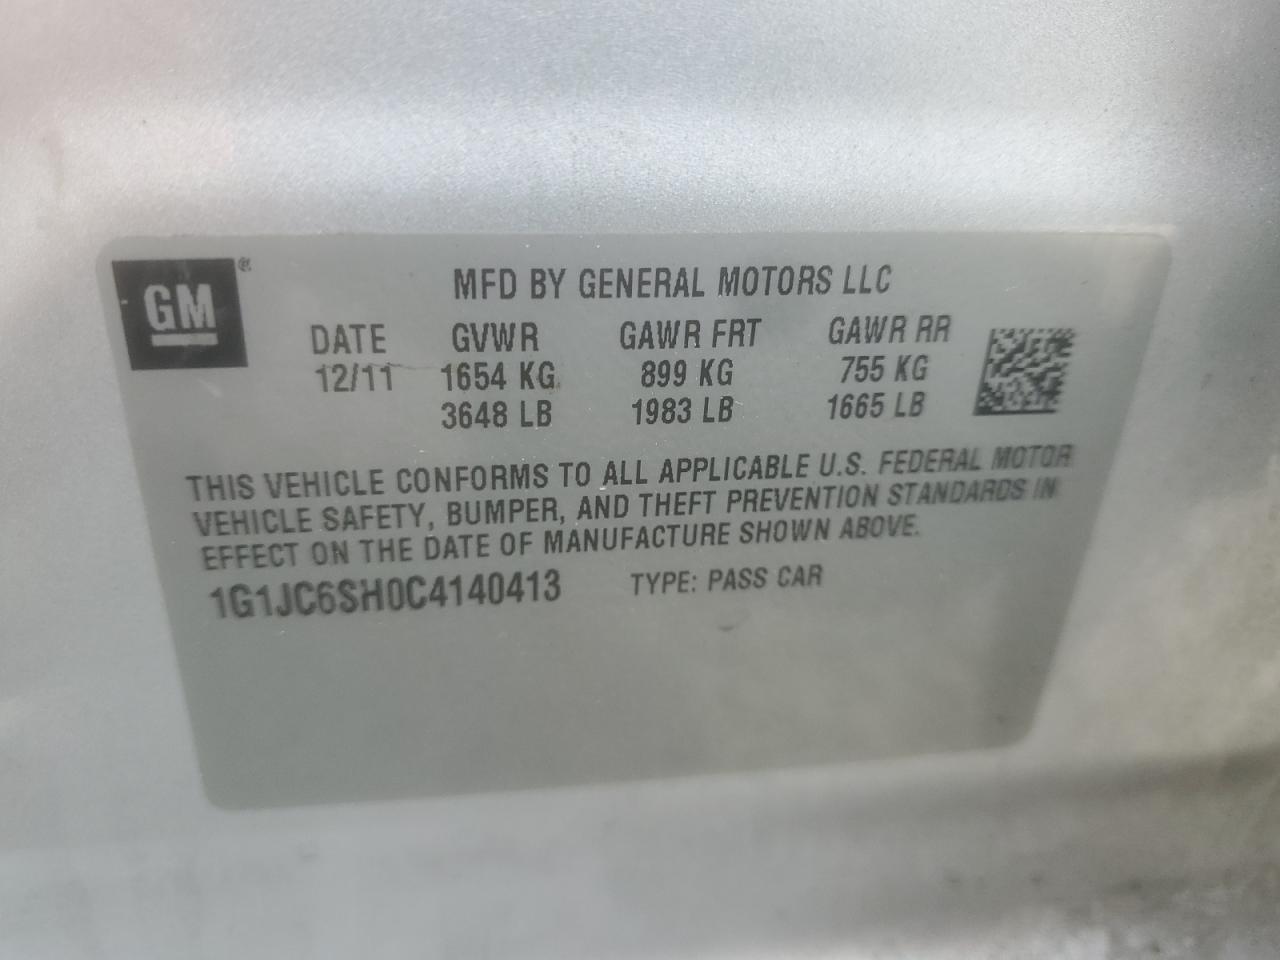 GM®
MFD BY GENERAL MOTORS LLC
DATE GVWR GAWR FRT GAWR RR
12/11 1654 KG 899 KG 755 KG
3648 LB 1983 LB 1665 LB
THIS VEHICLE CONFORMS TO ALL APPLICABLE U.S. FEDERAL MOTOR
VEHICLE SAFETY, BUMPER, AND THEFT PREVENTION STANDARDS IN
EFFECT ON THE DATE OF MANUFACTURE SHOWN ABOVE.
1G1JC6SH0C4140413 TYPE: PASS CAR